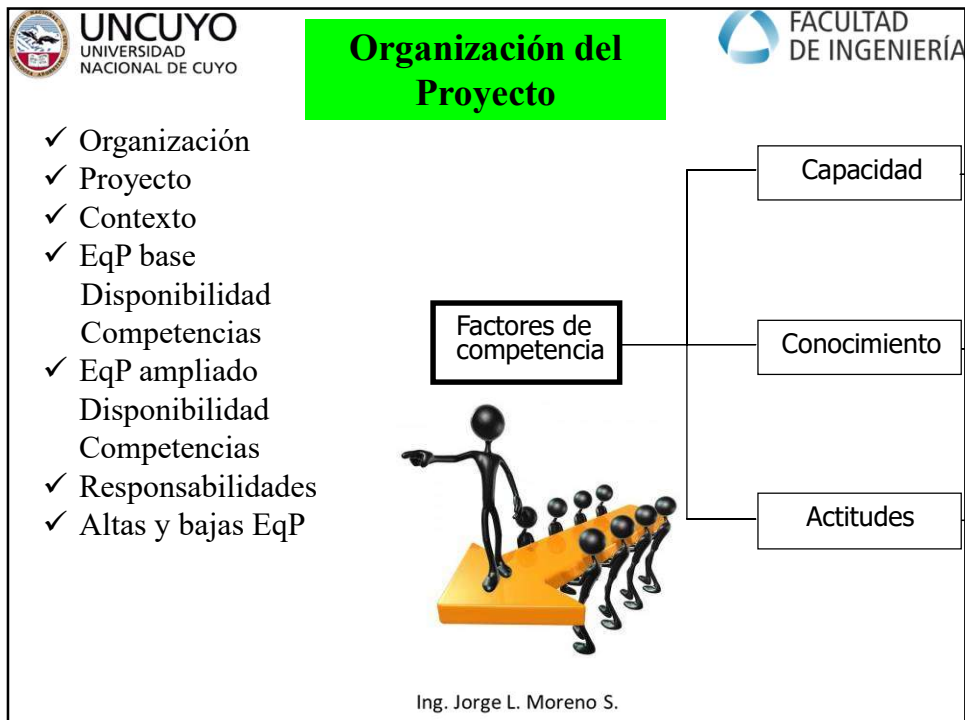 UNCUYO
UNIVERSIDAD
NACIONAL DE CUYO
Organización del
Proyecto
FACULTAD
DE INGENIERÍA
✓ Organización
✓ Proyecto
✓ Contexto
✓ EqP base
Disponibilidad
Competencias
✓ EqP ampliado
Disponibilidad
Competencias
✓ Responsabilidades
✓ Altas y bajas EqP
Factores de
competencia
Capacidad
Conocimiento
Actitudes
Ing. Jorge L. Moreno S.